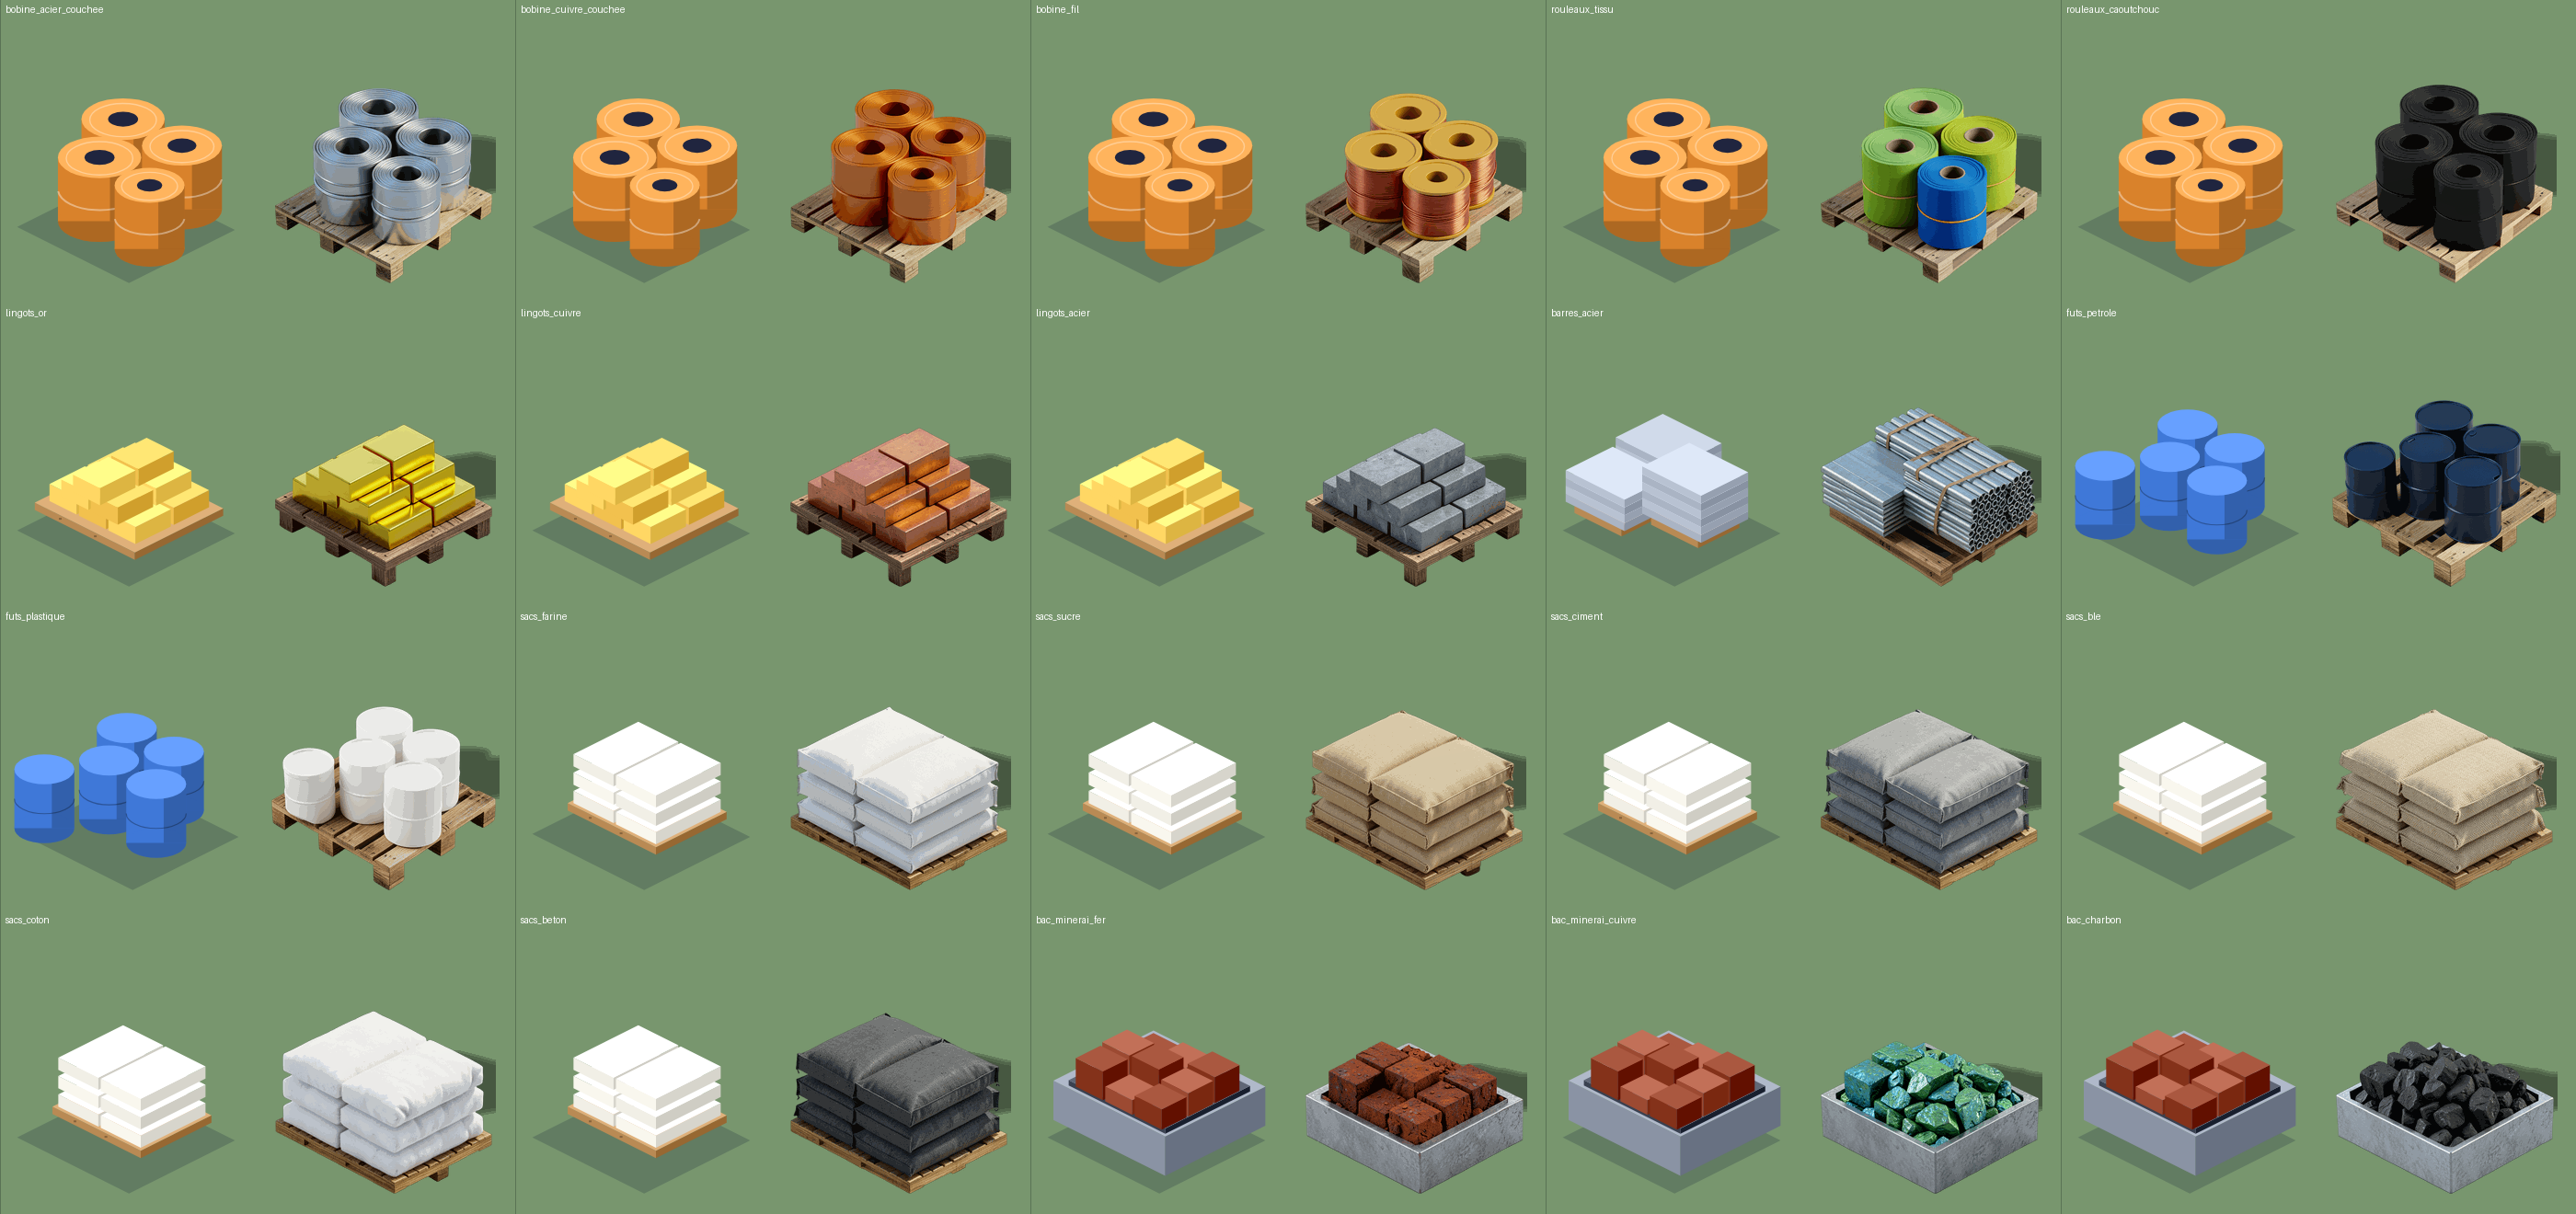 bobine_acier_couchee
bobine_cuivre_couchee
bobine_fil
rouleaux_tissu
rouleaux_caoutchouc
lingots_or
lingots_cuivre
lingots_acier
barres_acier
futs_petrole
futs_plastique
sacs_farine
sacs_sucre
sacs_ciment
sacs_ble
sacs_coton
sacs_beton
bac_minerai_fer
bac_minerai_cuivre
bac_charbon